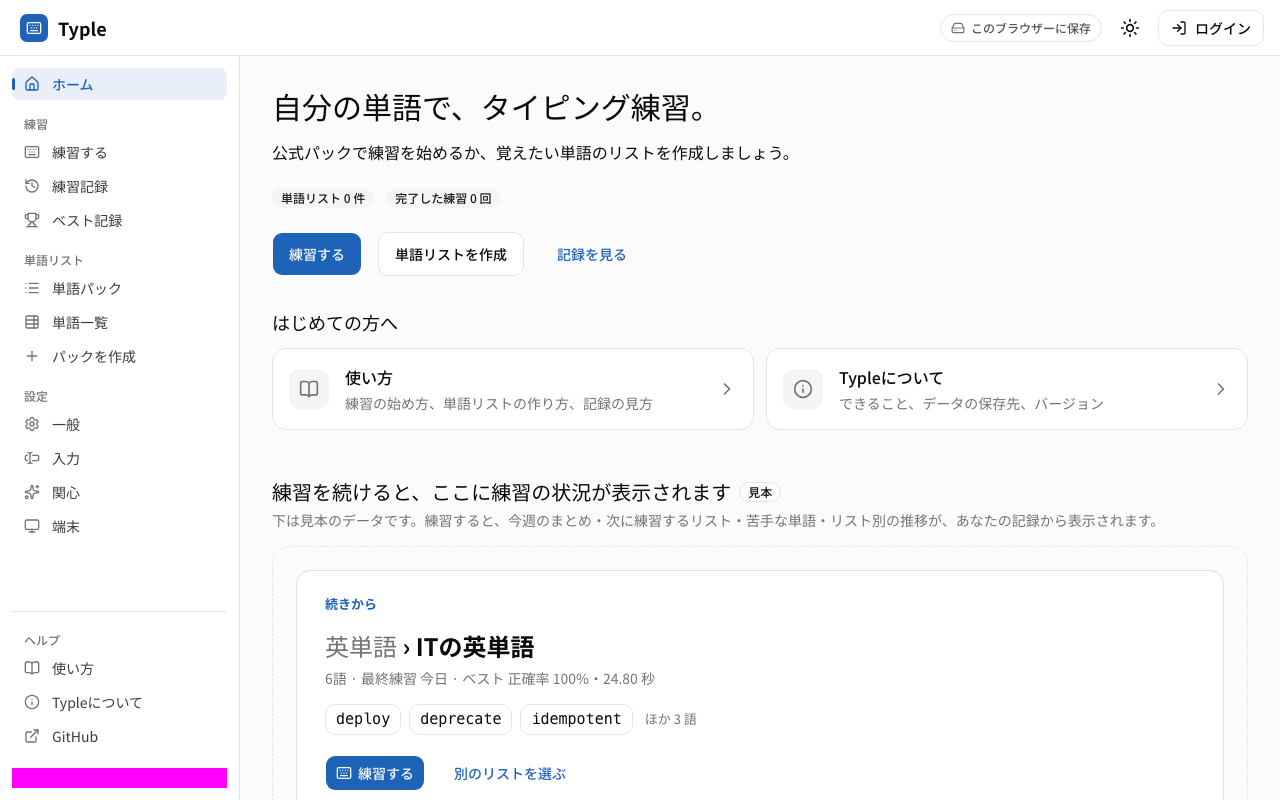 Typle
このブラウザーに保存
ログイン
ホーム
練習
練習する
練習記録
ベスト記録
単語リスト
単語パック
単語一覧
パックを作成
設定
一般
入力
関心
端末
ヘルプ
使い方
Typleについて
GitHub
自分の単語で、タイピング練習。
公式パックで練習を始めるか、覚えたい単語のリストを作成しましょう。
単語リスト 0 件 完了した練習 0 回
練習する 単語リストを作成 記録を見る
はじめての方へ
使い方
練習の始め方、単語リストの作り方、記録の見方
Typleについて
できること、データの保存先、バージョン
練習を続けると、ここに練習の状況が表示されます 見本
下は見本のデータです。練習すると、今週のまとめ・次に練習するリスト・苦手な単語・リスト別の推移が、あなたの記録から表示されます。
続きから
英単語 › ITの英単語
6語 · 最終練習 今日 · ベスト 正確率 100%・24.80 秒
deploy deprecate idempotent ほか 3 語
練習する 別のリストを選ぶ